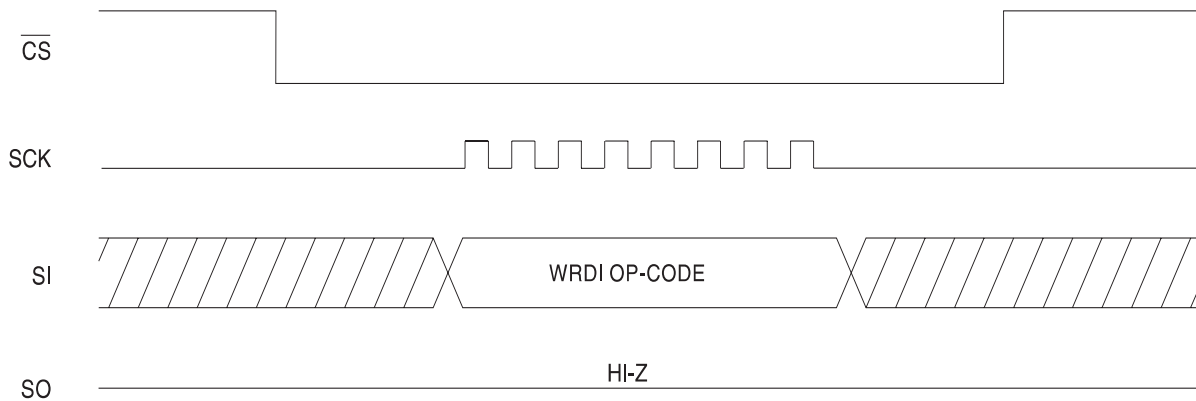 CS
SCK
SI
WRDI OP-CODE
HI-Z
SO